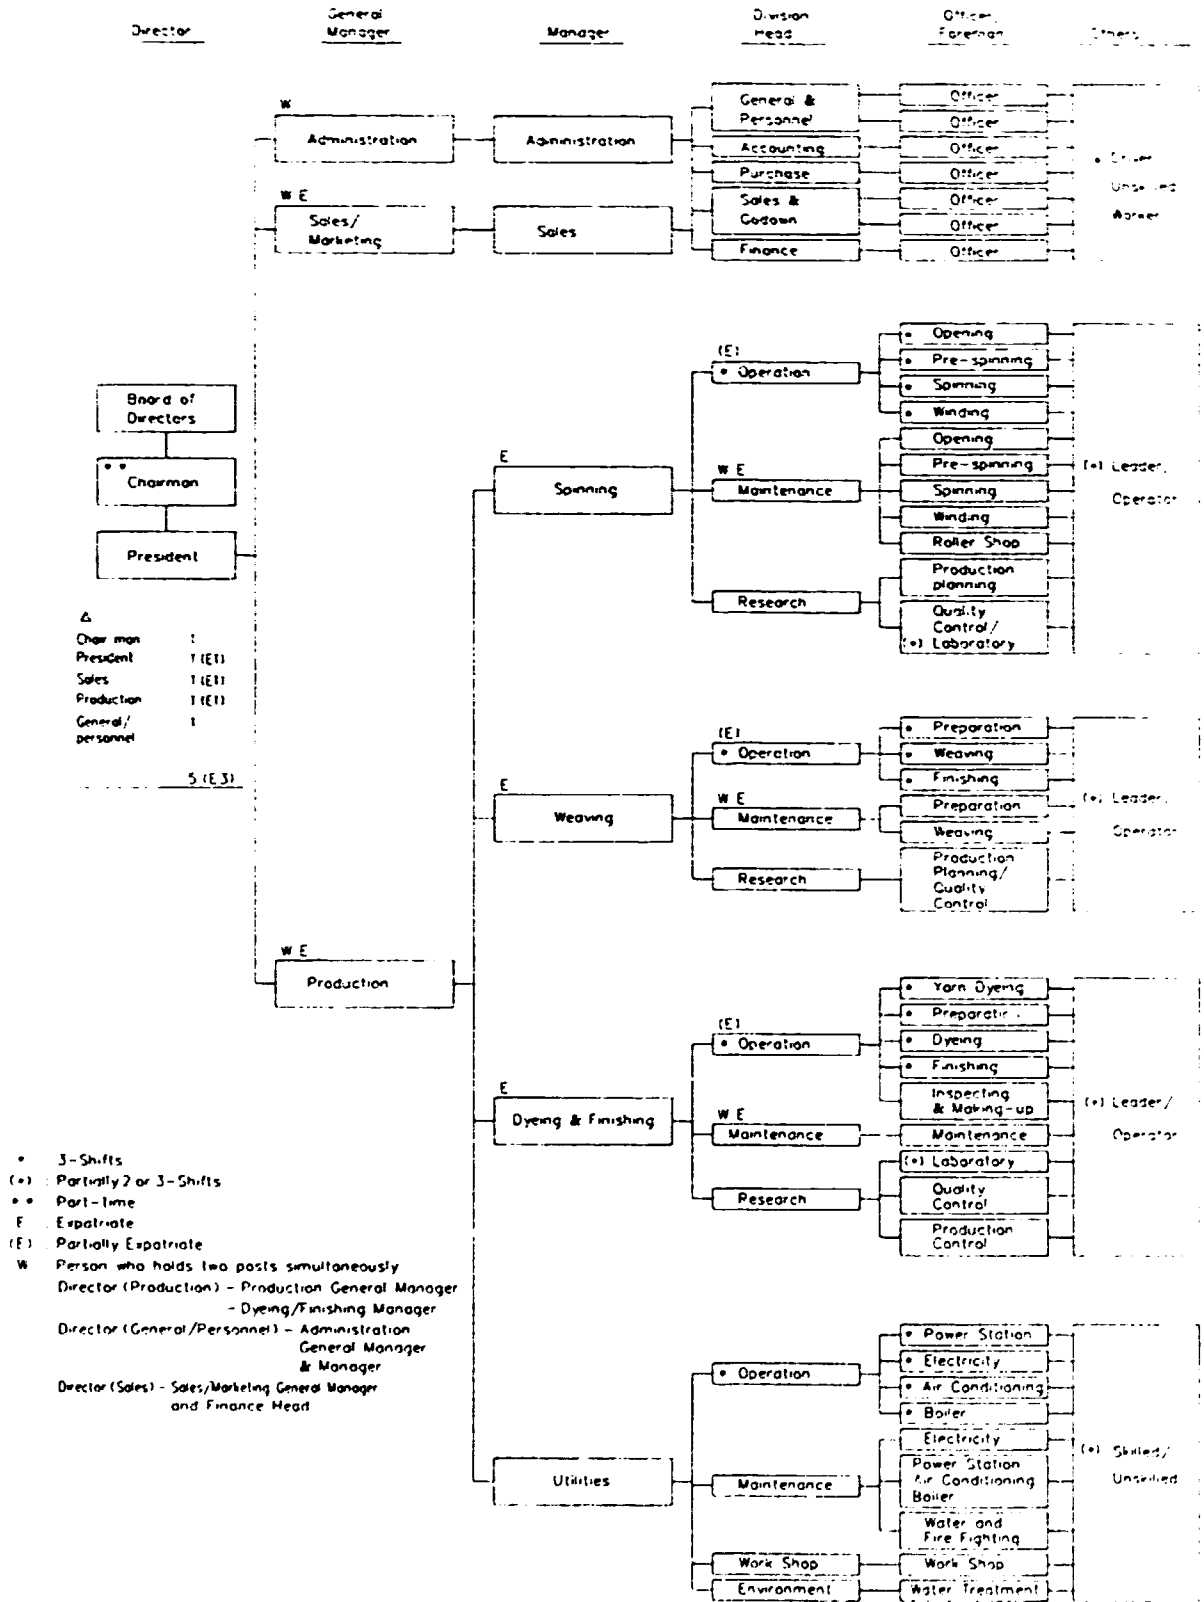 Director
General
Manager
Manager
Division
Head
Officer,
Foreman
Others
W
Administration
Administration
General &
Personnel
Accounting
Purchase
Officer
Officer
Officer
Officer
• Driver
Unskilled
Worker
W E
Sales/
Marketing
Sales
Sales &
Godown
Finance
Officer
Officer
Officer
Board of
Directors
• •
Chairman
President
△
Chair man 1
President 1 (E1)
Sales 1 (E1)
Production 1 (E1)
General/ 1
personnel
5 (E 3)
E
Spinning
(E)
• Operation
• Opening
• Pre-spinning
• Spinning
• Winding
W E
Maintenance
Opening
Pre-spinning
Spinning
Winding
Roller Shop
Research
Production
planning
Quality
Control/
(•) Laboratory
(•) Leader,
Operator
E
Weaving
(E)
• Operation
• Preparation
• Weaving
• Finishing
W E
Maintenance
Preparation
Weaving
Research
Production
Planning/
Quality
Control
(•) Leader,
Operator
W E
Production
E
Dyeing & Finishing
(E)
• Operation
• Yarn Dyeing
• Dyeing
• Finishing
Inspecting
& Making-up
W E
Maintenance
Maintenance
Research
(•) Laboratory
Quality
Control
Production
Control
(•) Leader/
Operator
Utilities
• Operation
• Power Station
• Electricity
• Air Conditioning
• Boiler
Maintenance
Electricity
Power Station
Air Conditioning
Boiler
Water and
Fire Fighting
Work Shop
Work Shop
Environment
Water Treatment
(•) Skilled/
Unskilled
• 3-Shifts
(•) : Partially 2 or 3-Shifts
• • Part-time
E . Expatriate
(E) . Partially Expatriate
W Person who holds two posts simultaneously
Director (Production) - Production General Manager
- Dyeing/Finishing Manager
Director (General/Personnel) - Administration
General Manager
& Manager
Director (Sales) - Sales/Marketing General Manager
and Finance Head